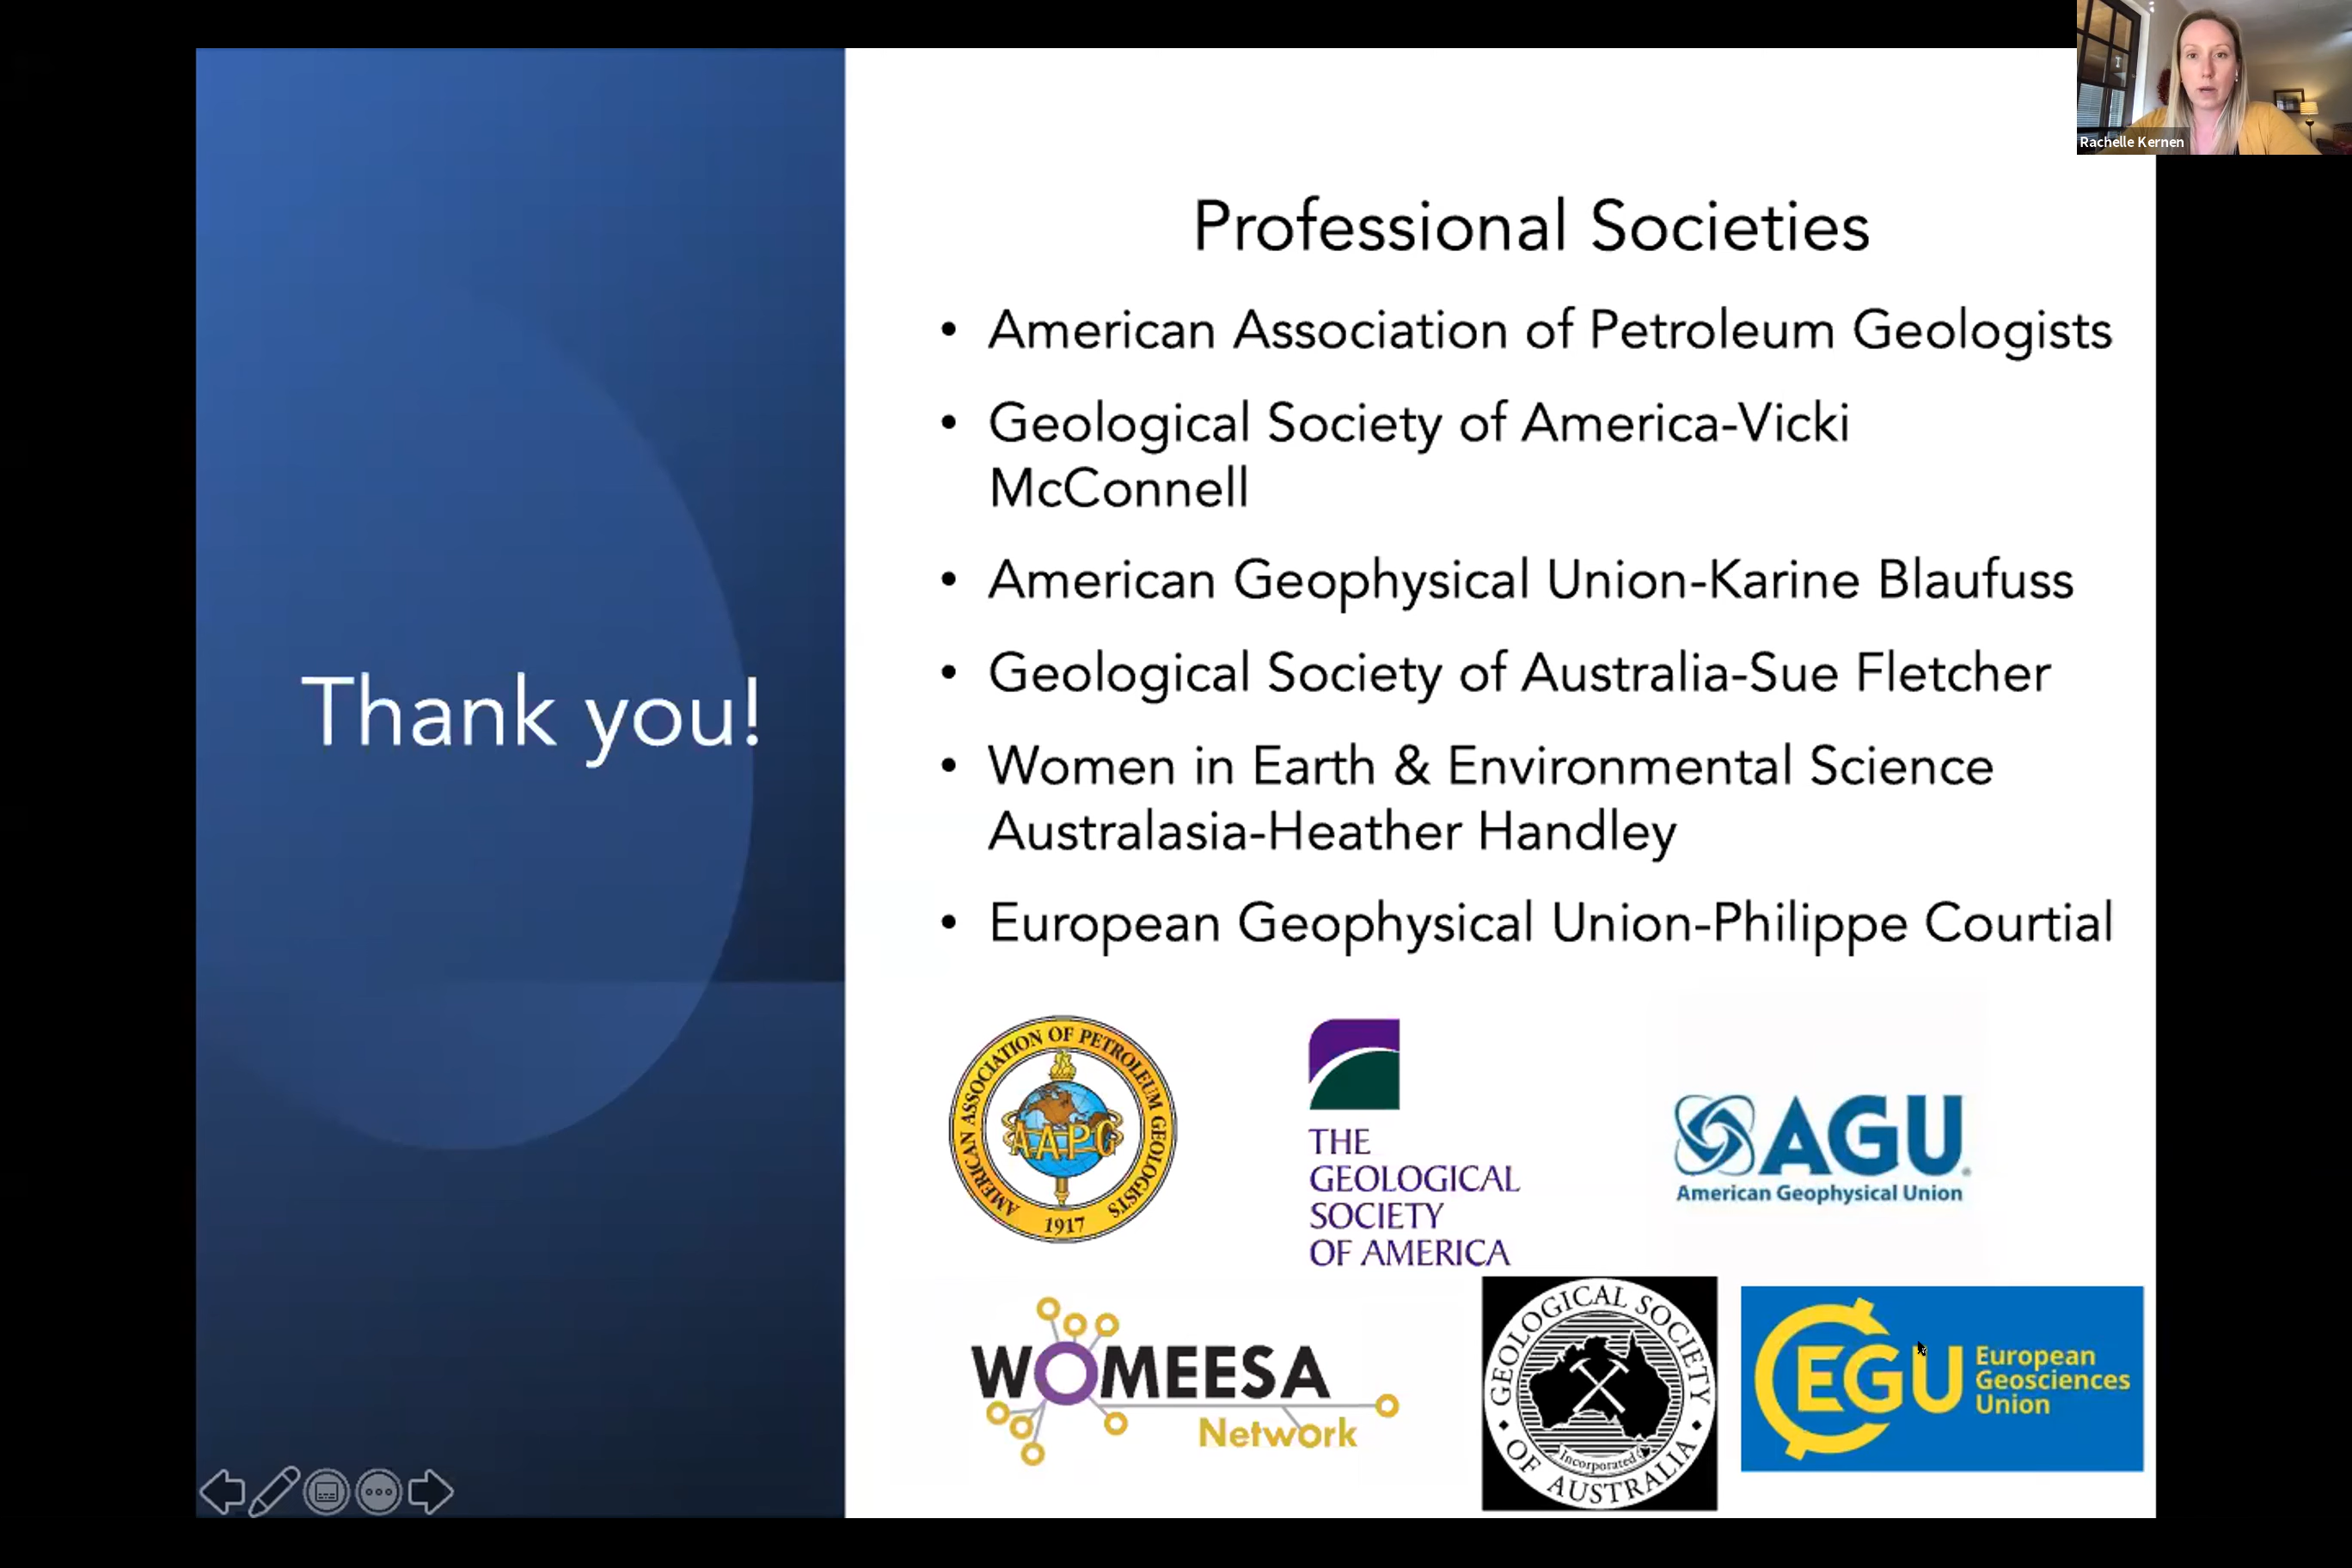 Rachelle Kernen
Thank you!
Professional Societies
• American Association of Petroleum Geologists
• Geological Society of America-Vicki
McConnell
• American Geophysical Union-Karine Blaufuss
• Geological Society of Australia-Sue Fletcher
• Women in Earth & Environmental Science
Australasia-Heather Handley
• European Geophysical Union-Philippe Courtial
AMERICAN ASSOCIATION OF PETROLEUM GEOLOGISTS
AAPG
1917
THE
GEOLOGICAL
SOCIETY
OF AMERICA
AGU
American Geophysical Union
WOMEESA
Network
GEOLOGICAL SOCIETY
OF AUSTRALIA
Incorporated
EGU
European
Geosciences
Union